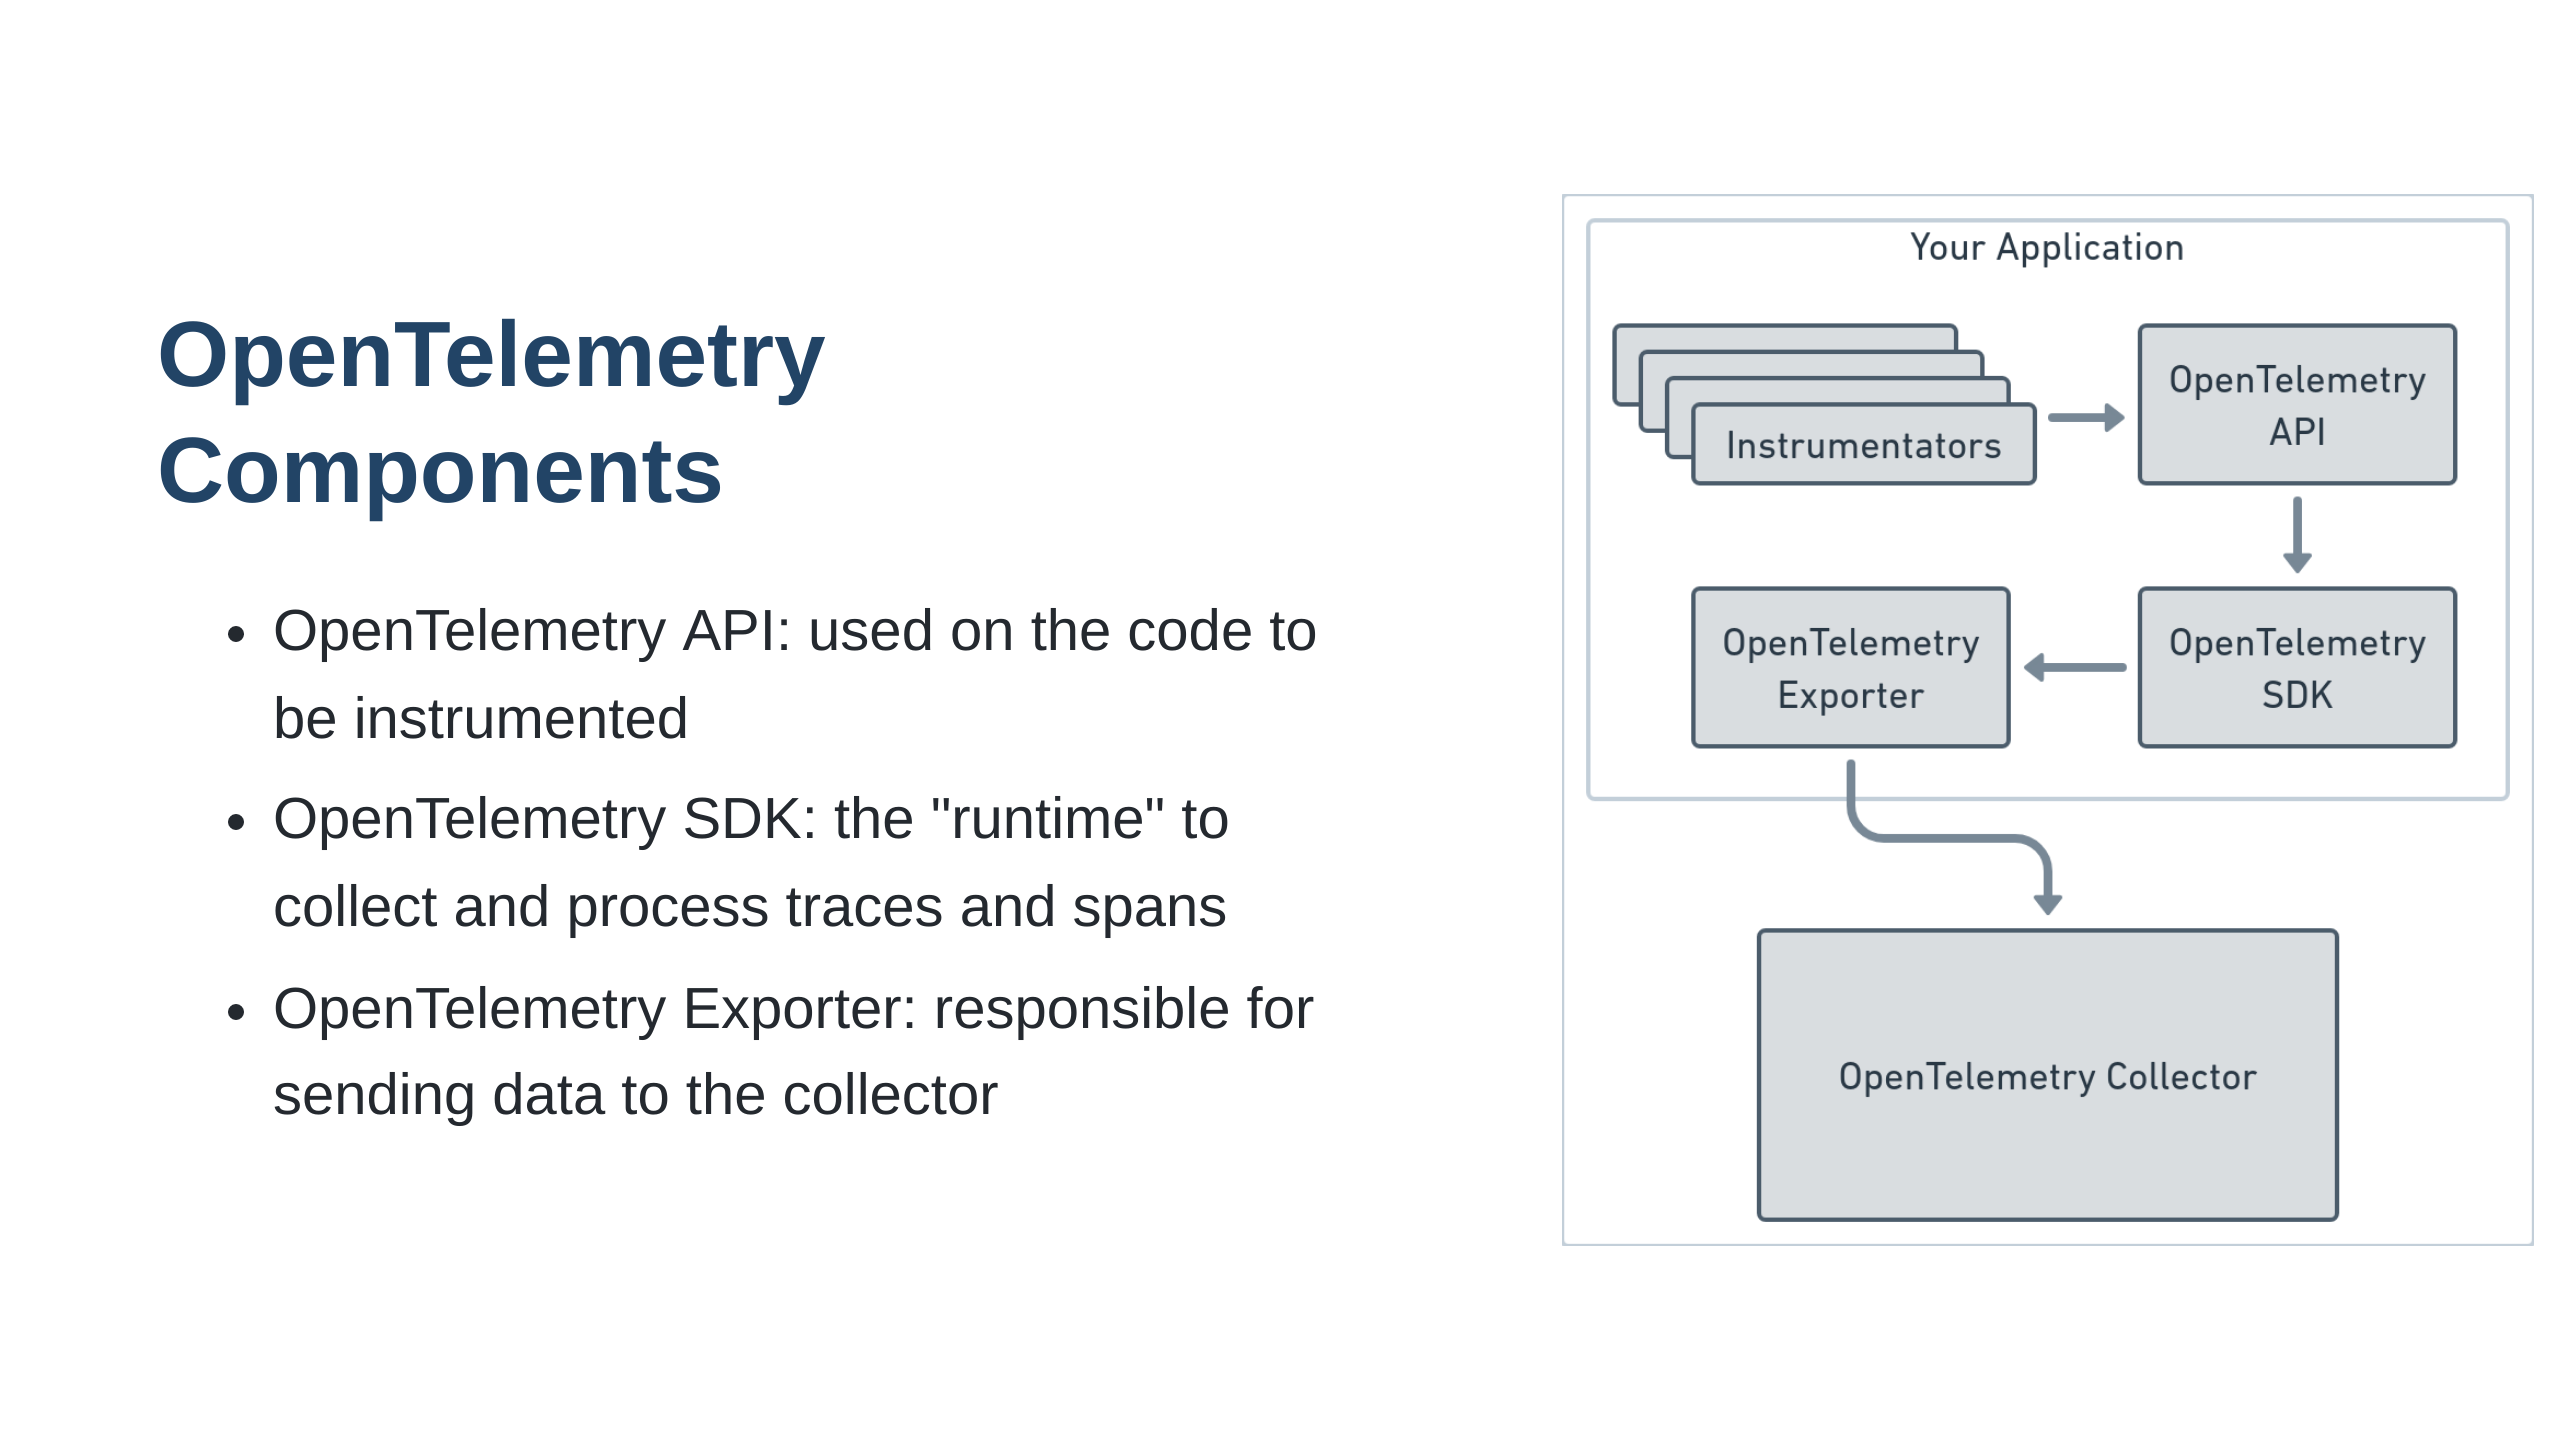 OpenTelemetry
Components
• OpenTelemetry API: used on the code to
be instrumented
• OpenTelemetry SDK: the "runtime" to
collect and process traces and spans
• OpenTelemetry Exporter: responsible for
sending data to the collector
Your Application
Instrumentators
OpenTelemetry
API
OpenTelemetry
Exporter
OpenTelemetry
SDK
OpenTelemetry Collector